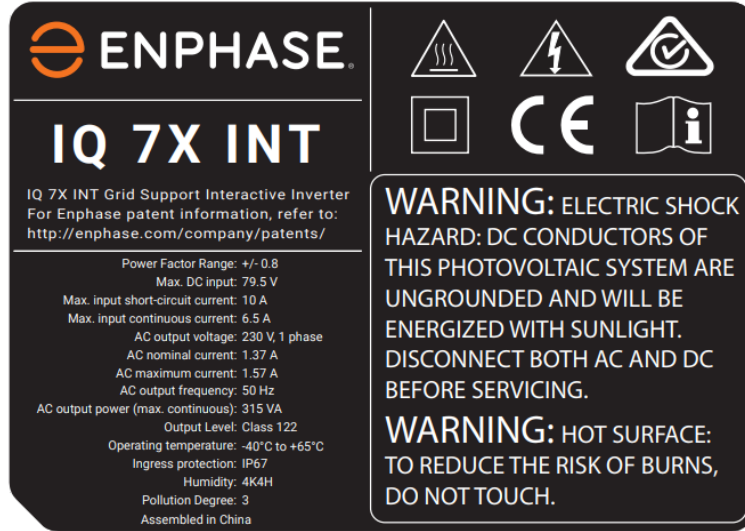 ENPHASE®
IQ 7X INT
IQ 7X INT Grid Support Interactive Inverter
For Enphase patent information, refer to:
http://enphase.com/company/patents/
Power Factor Range: +/- 0.8
Max. DC input: 79.5 V
Max. input short-circuit current: 10 A
Max. input continuous current: 6.5 A
AC output voltage: 230 V, 1 phase
AC nominal current: 1.37 A
AC maximum current: 1.57 A
AC output frequency: 50 Hz
AC output power (max. continuous): 315 VA
Output Level: Class 122
Operating temperature: -40°C to +65°C
Ingress protection: IP67
Humidity: 4K4H
Pollution Degree: 3
Assembled in China
CE
i
WARNING: ELECTRIC SHOCK
HAZARD: DC CONDUCTORS OF
THIS PHOTOVOLTAIC SYSTEM ARE
UNGROUNDED AND WILL BE
ENERGIZED WITH SUNLIGHT.
DISCONNECT BOTH AC AND DC
BEFORE SERVICING.
WARNING: HOT SURFACE:
TO REDUCE THE RISK OF BURNS,
DO NOT TOUCH.